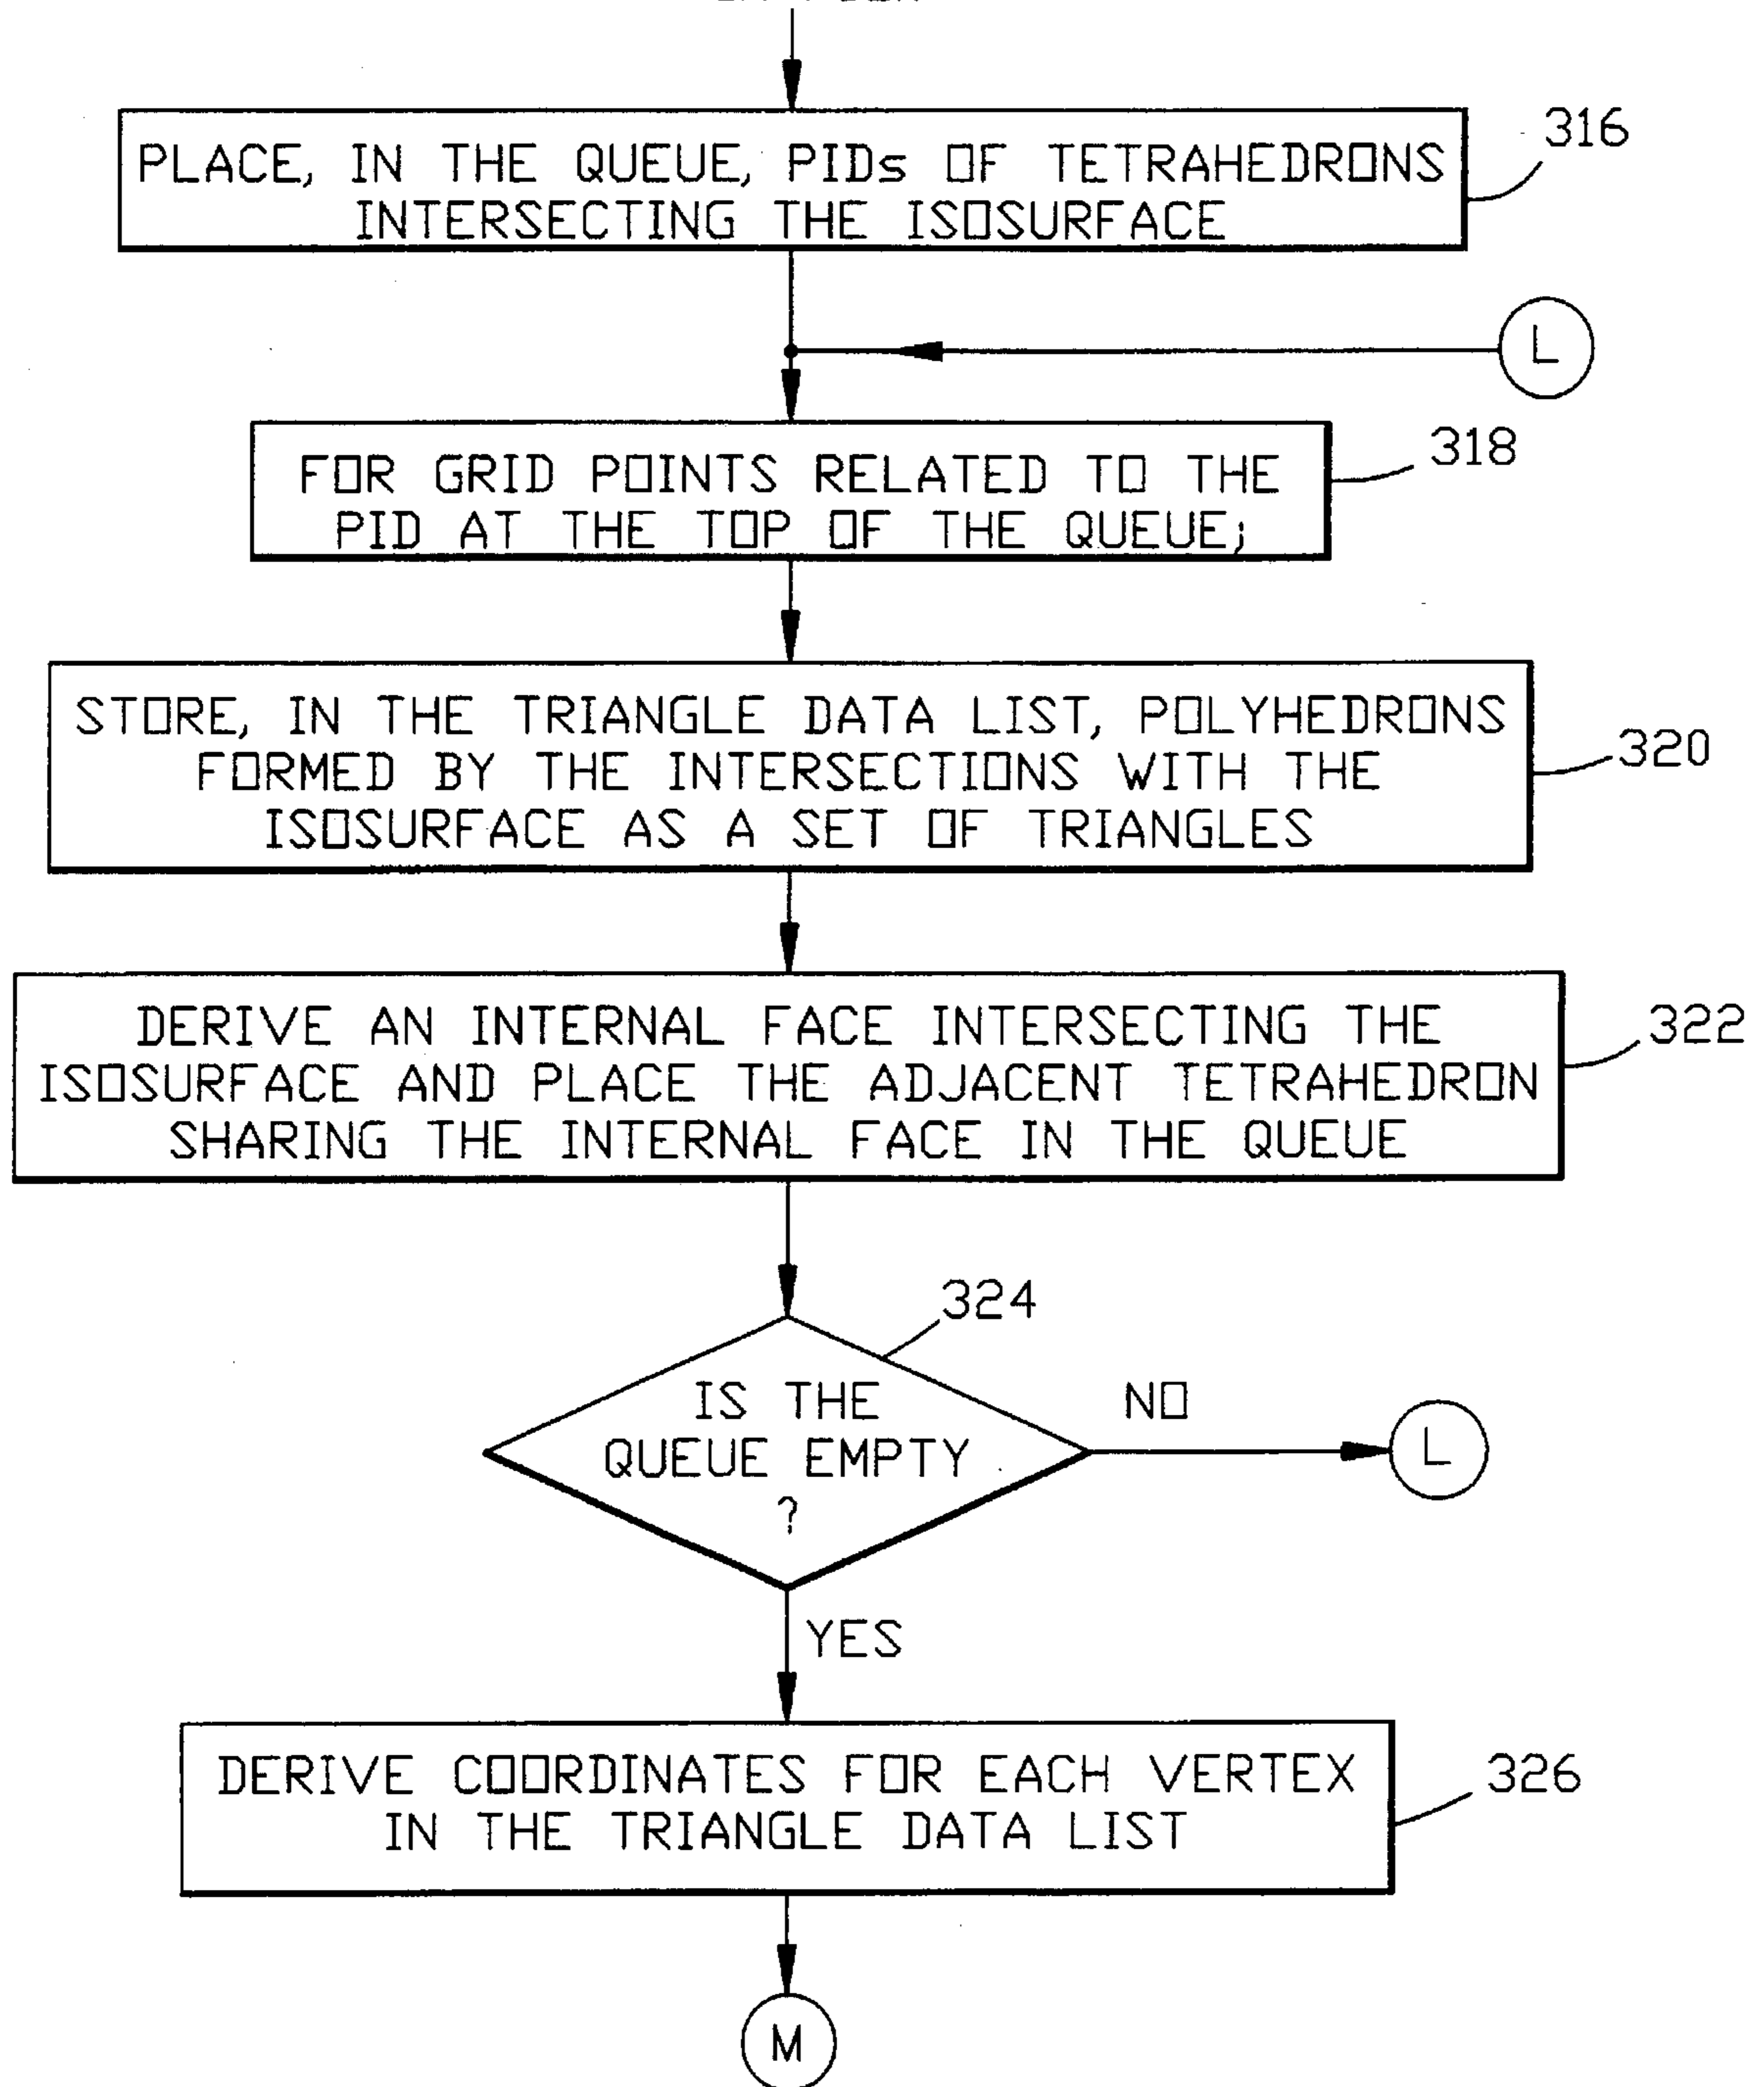 PLACE, IN THE QUEUE, PIDs OF TETRAHEDRONS
INTERSECTING THE ISOSURFACE
316
L
FOR GRID POINTS RELATED TO THE
PID AT THE TOP OF THE QUEUE;
318
STORE, IN THE TRIANGLE DATA LIST, POLYHEDRONS
FORMED BY THE INTERSECTIONS WITH THE
ISOSURFACE AS A SET OF TRIANGLES
320
DERIVE AN INTERNAL FACE INTERSECTING THE
ISOSURFACE AND PLACE THE ADJACENT TETRAHEDRON
SHARING THE INTERNAL FACE IN THE QUEUE
322
324
IS THE
QUEUE EMPTY
?
NO
L
YES
DERIVE COORDINATES FOR EACH VERTEX
IN THE TRIANGLE DATA LIST
326
M